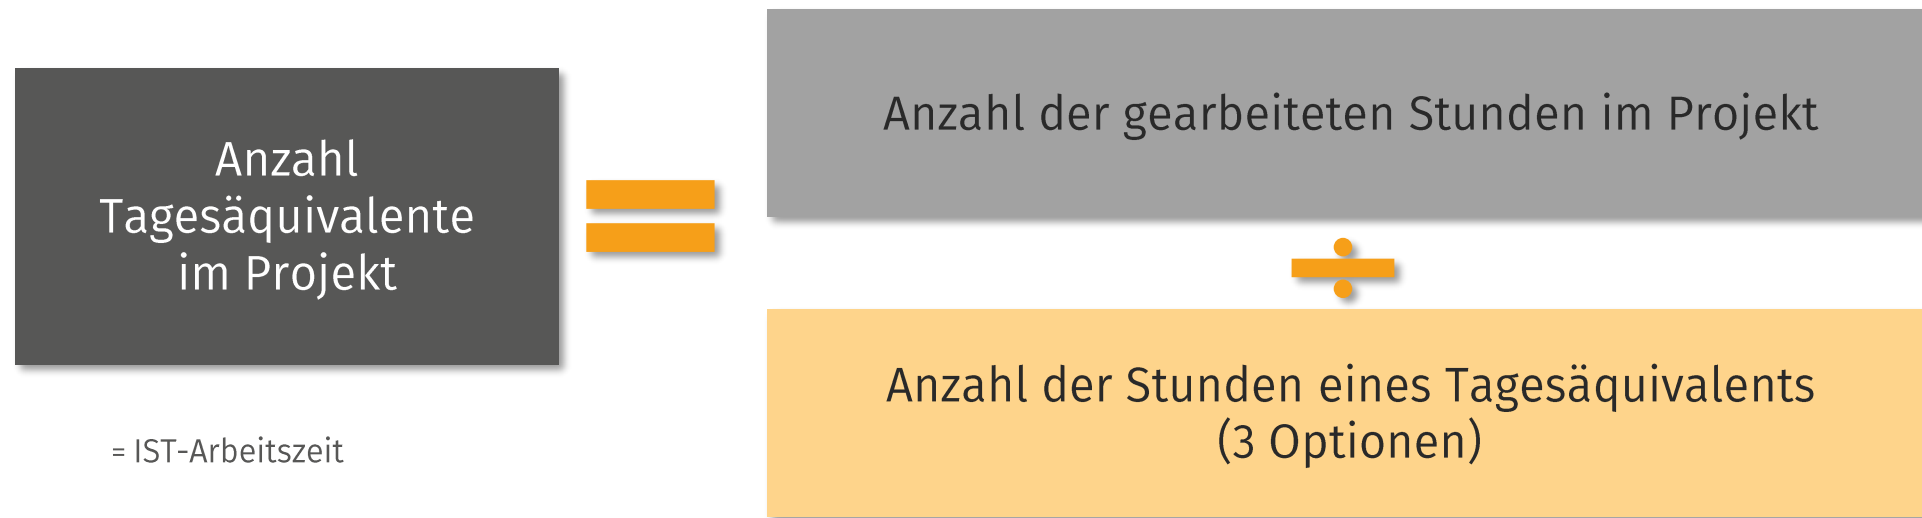 Anzahl
Tagesäquivalente
im Projekt
= IST-Arbeitszeit
Anzahl der gearbeiteten Stunden im Projekt
Anzahl der Stunden eines Tagesäquivalents
(3 Optionen)